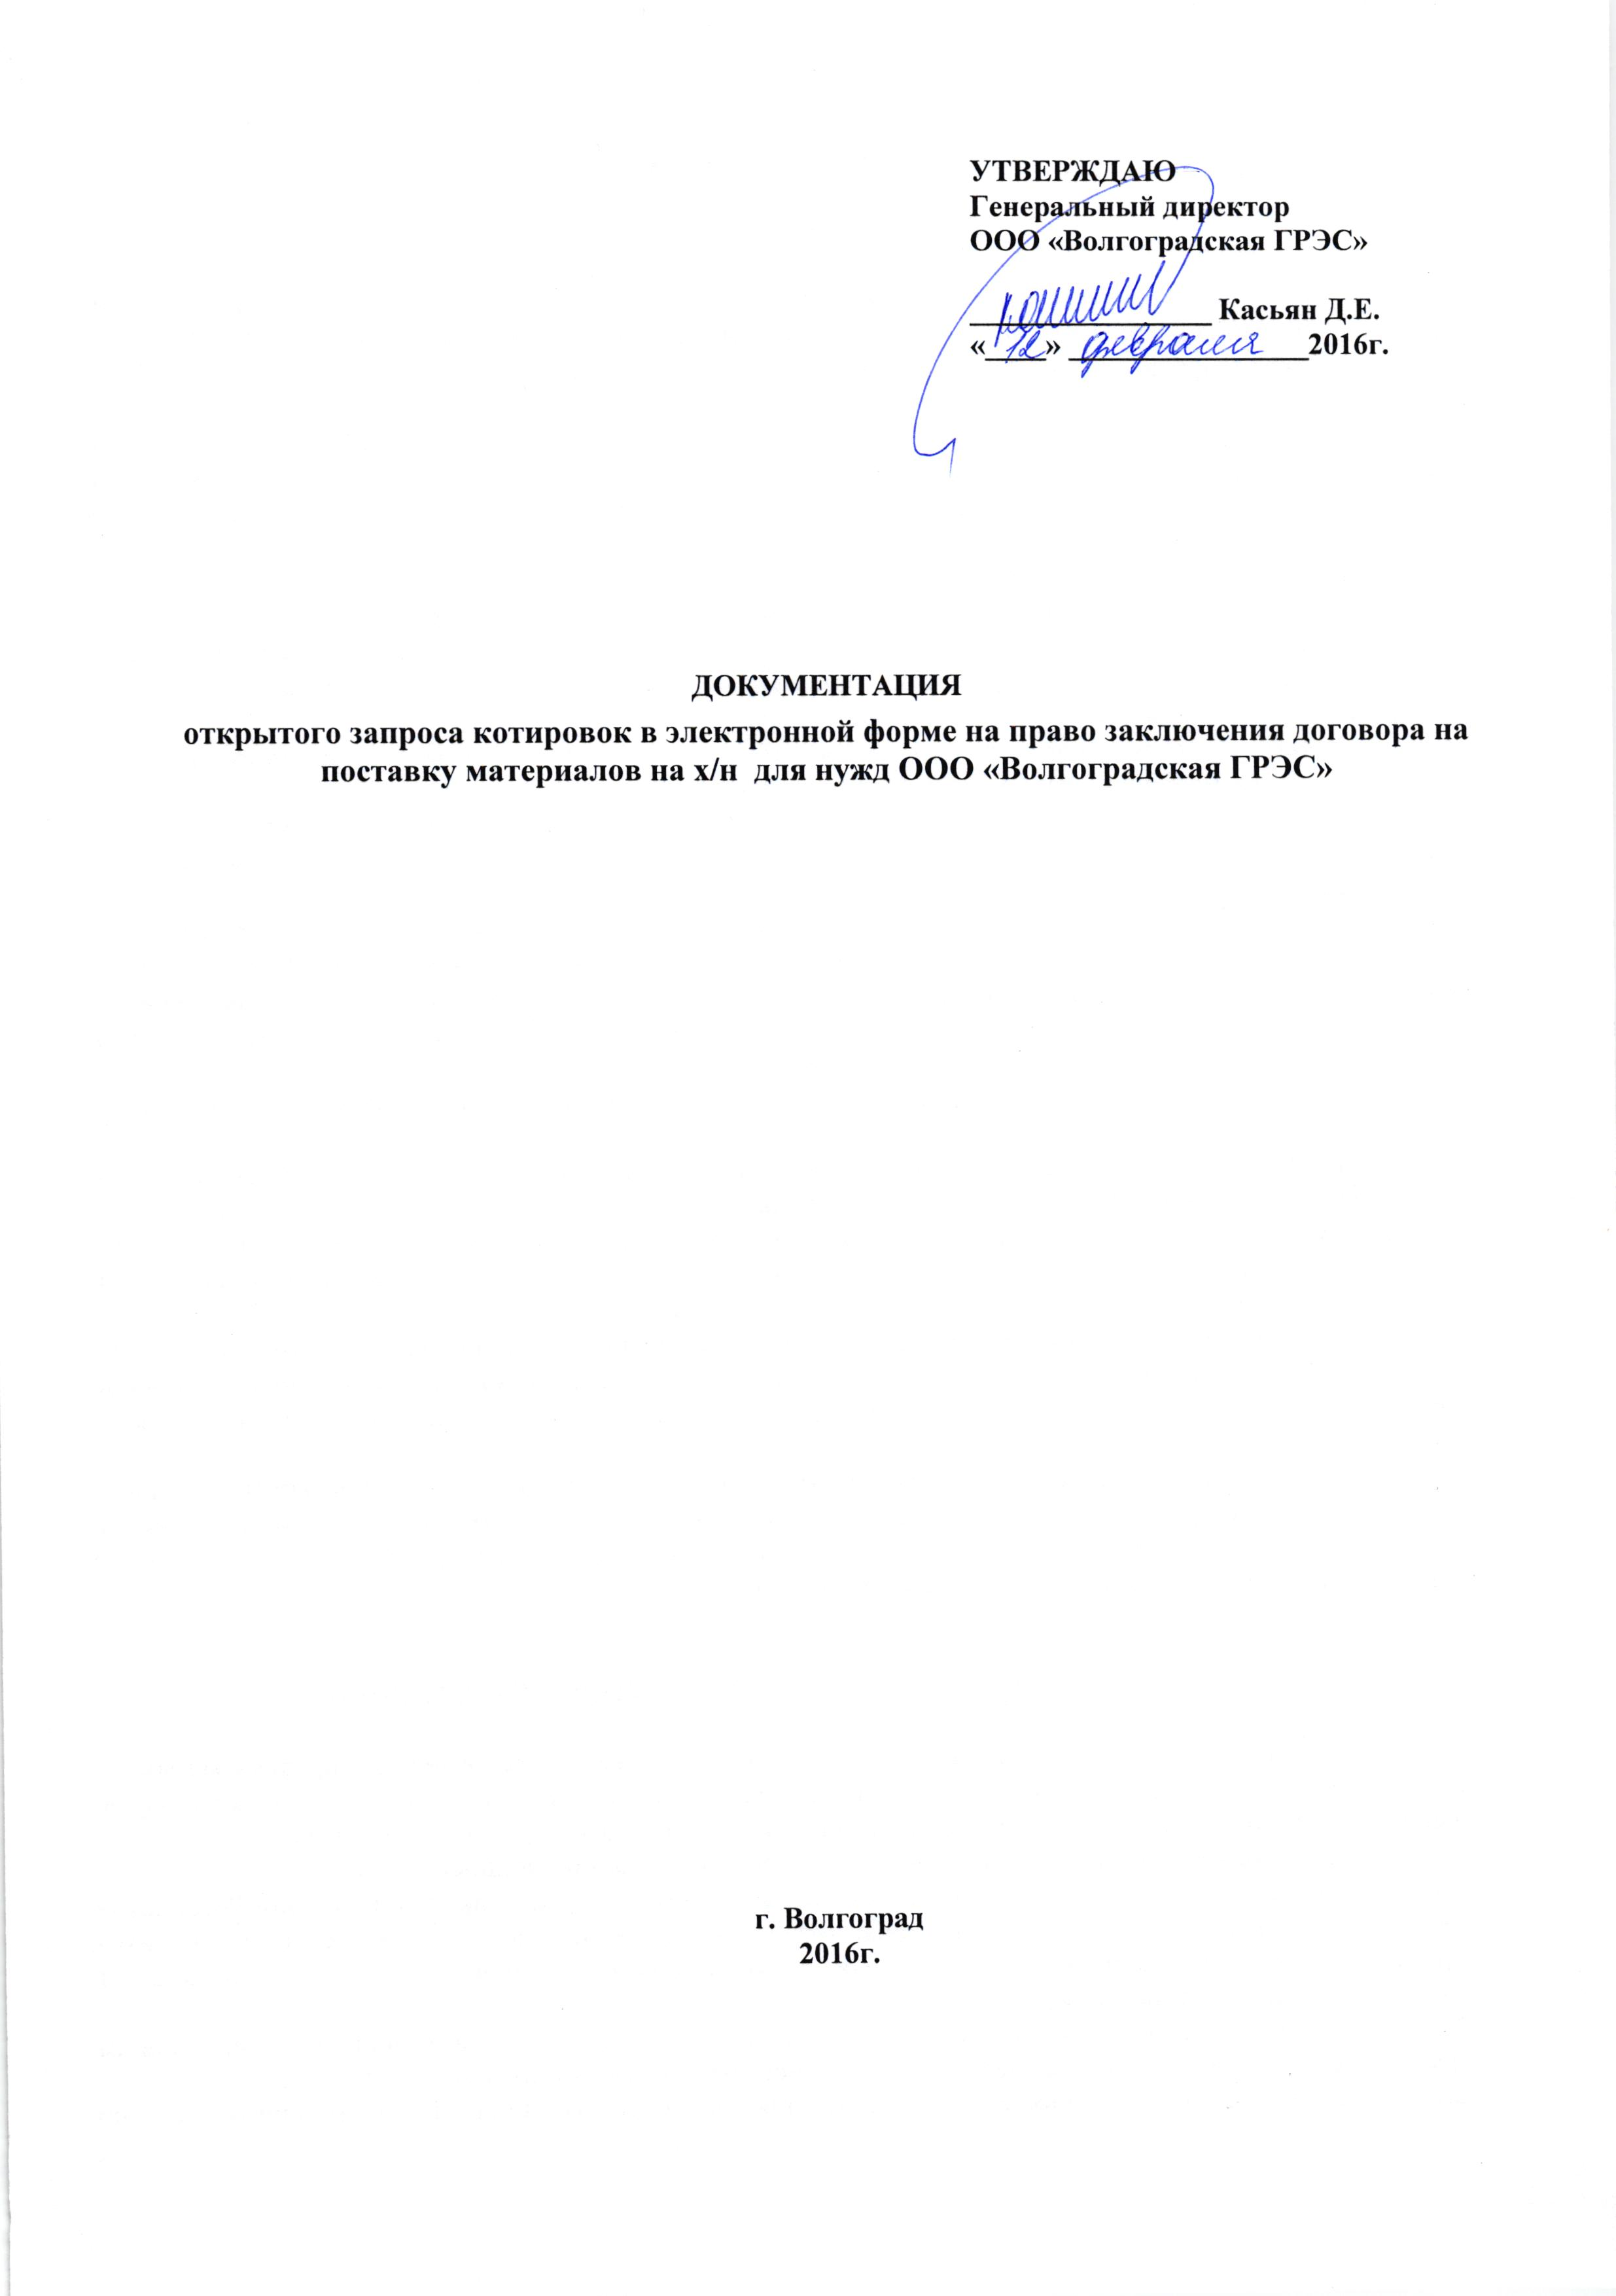 УТВЕРЖДАЮ
Генеральный директор
ООО «Волгоградская ГРЭС»
________________ Касьян Д.Е.
«12» февраля 2016г.
ДОКУМЕНТАЦИЯ
открытого запроса котировок в электронной форме на право заключения договора на
поставку материалов на х/н для нужд ООО «Волгоградская ГРЭС»
г. Волгоград
2016г.